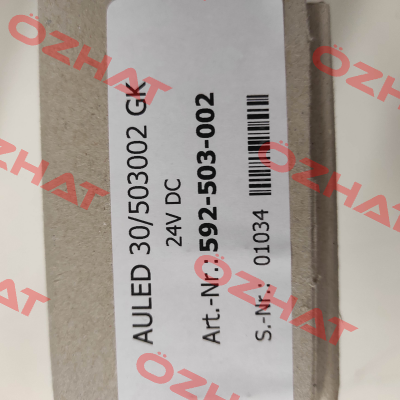 AULED 30/503002 GK
24V DC
Art.-Nr.: 592-503-002
S.-Nr.: 01034
ÖZHAT
ÖZHAT
ÖZHAT
ÖZHAT
ÖZHAT
ÖZHAT
ÖZHAT